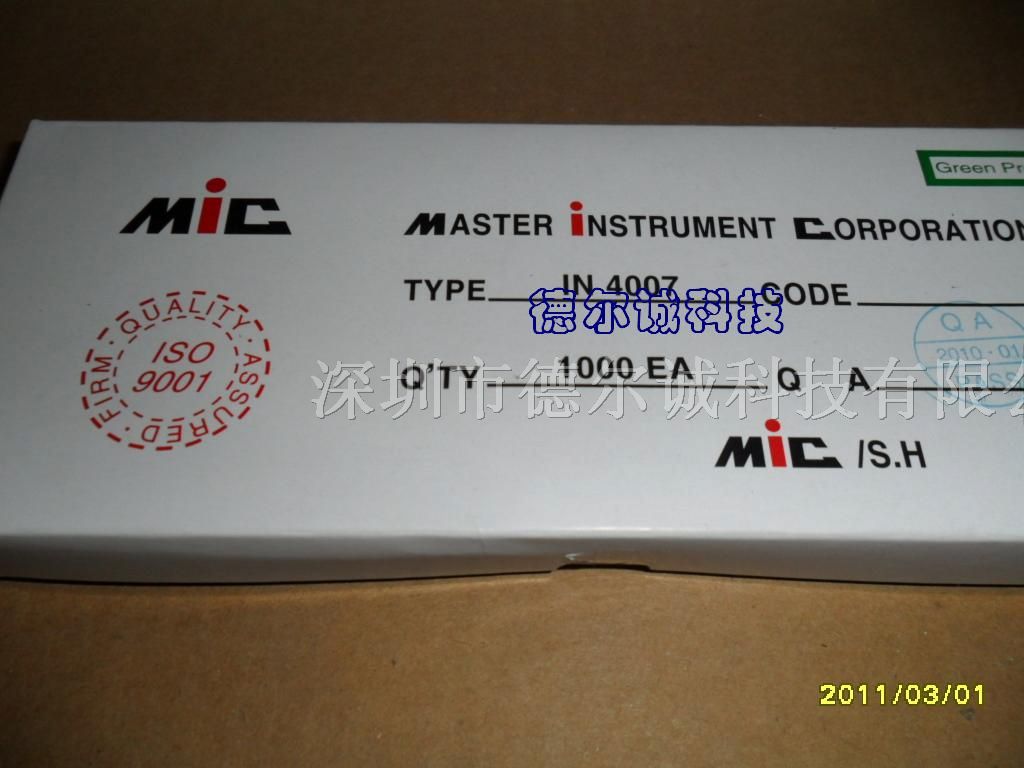 Green Pr
MIC
MASTER INSTRUMENT CORPORATION
TYPE IN 4007 CODE
德尔诚科技
QUALITY · ASSURED · FIRM ·
ISO
9001
QA
2010·01
PASS
Q'TY 1000 EA Q A
深圳市德尔诚科技有限公
MIC /S.H
2011/03/01